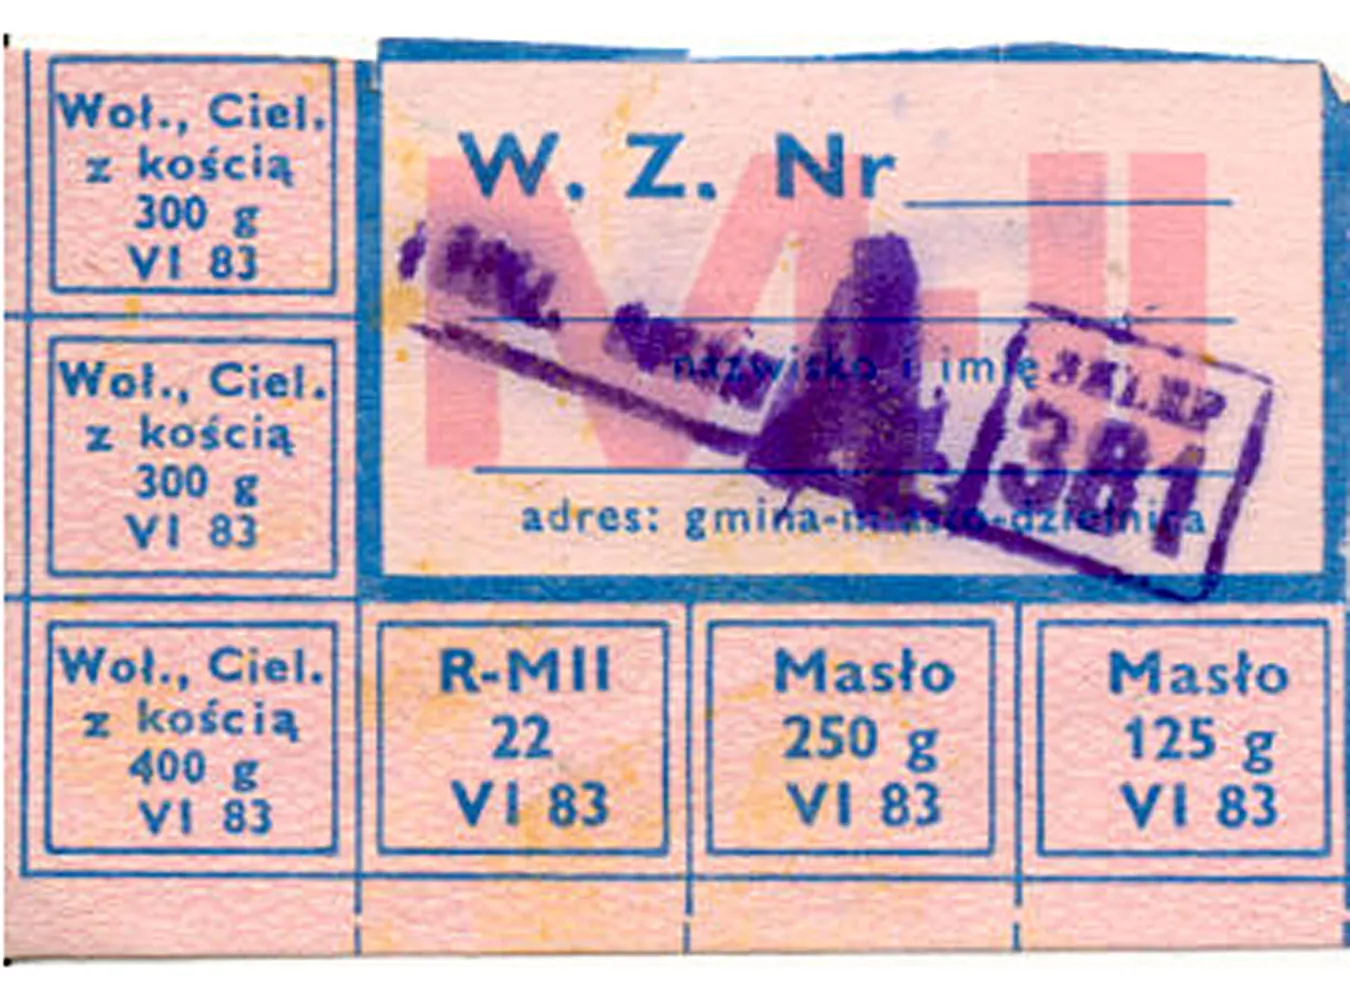 Woł., Ciel.
z kością
300 g
VI 83
Woł., Ciel.
z kością
300 g
VI 83
Woł., Ciel.
z kością
400 g
VI 83
W. Z. Nr
M-II
nazwisko i imię
adres: gmina-miasto-dzielnica
SKLEP
381
R-MII
22
VI 83
Masło
250 g
VI 83
Masło
125 g
VI 83